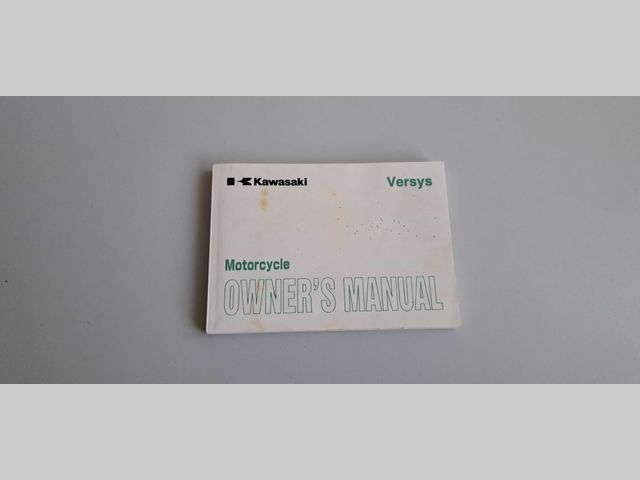 Kawasaki Versys
Motorcycle
OWNER'S MANUAL